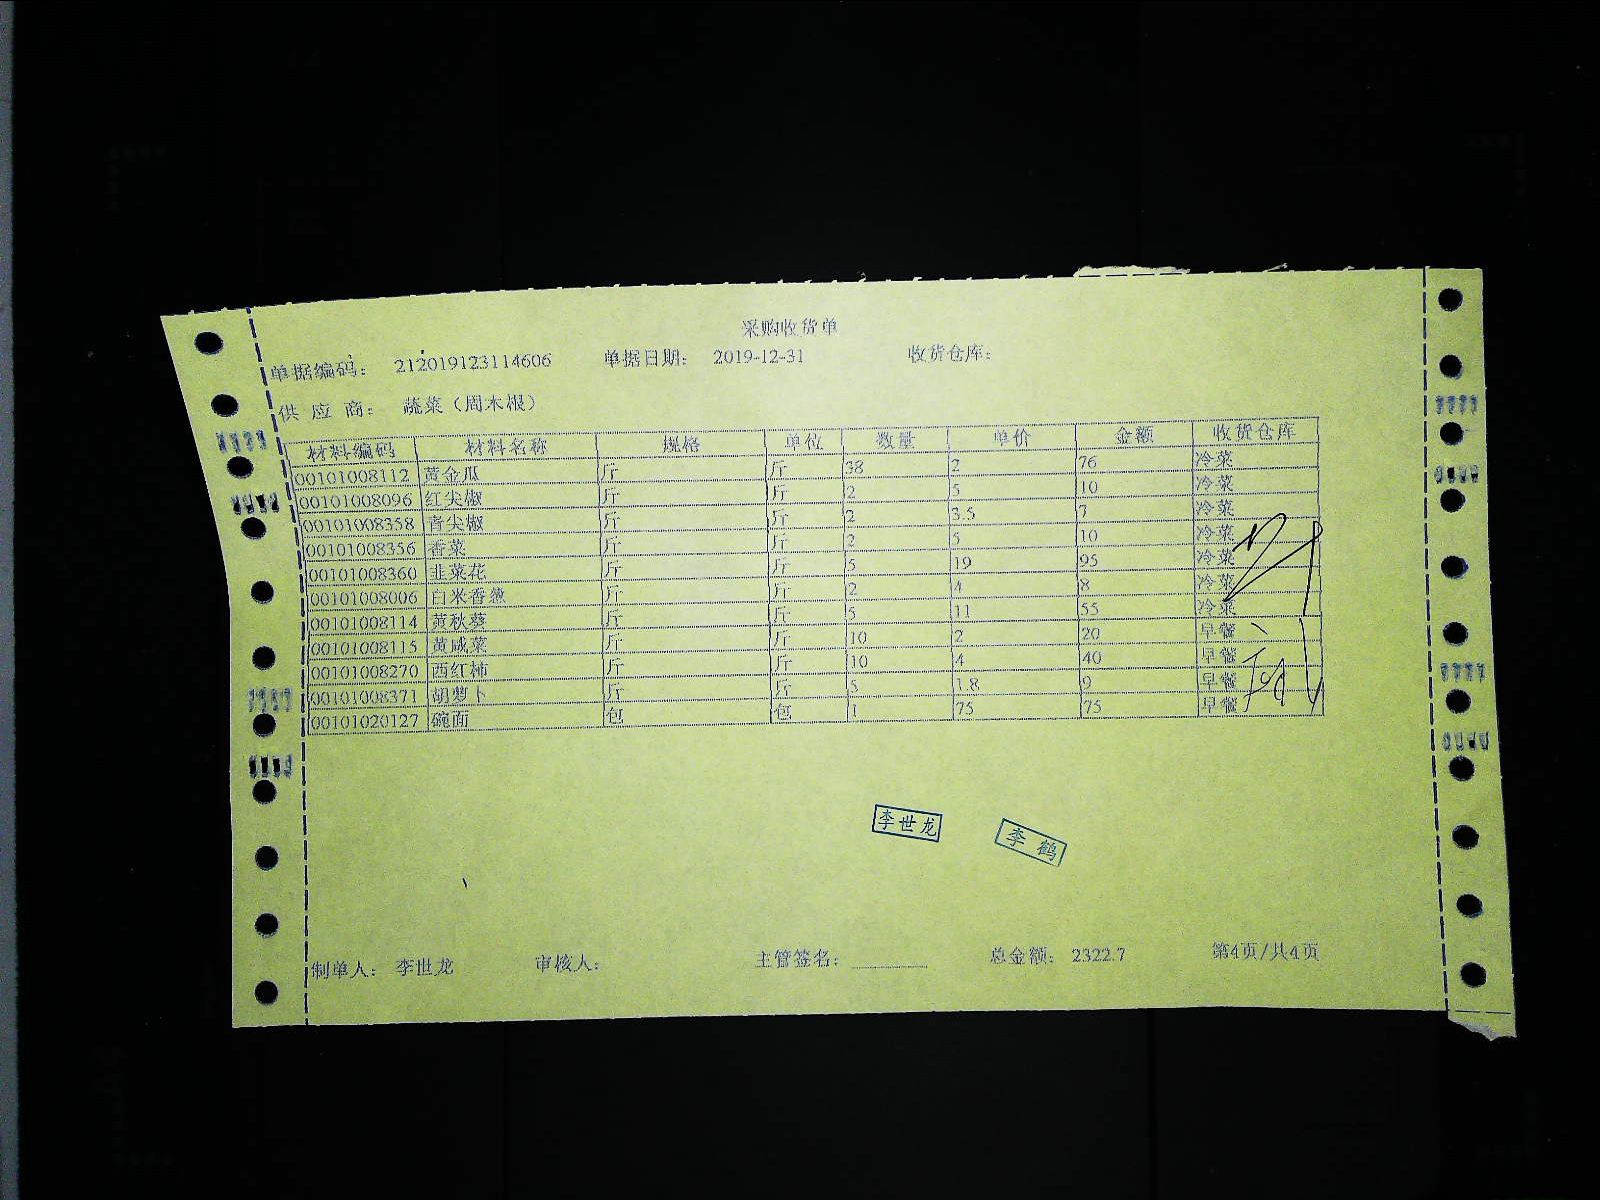 采购收货单
单据编码: 212019123114606 单据日期: 2019-12-31 收货仓库:
供 应 商: 蔬菜（周木根）
材料编码 材料名称 规格 单位 数量 单价 金额 收货仓库
00101008112 黄金瓜 斤 斤 38 2 76 冷菜
00101008096 红尖椒 斤 斤 2 5 10 冷菜
00101008358 青尖椒 斤 斤 2 3.5 7 冷菜
00101008356 香菜 斤 斤 2 5 10 冷菜
00101008360 韭菜花 斤 斤 5 19 95 冷菜
00101008006 白米香葱 斤 斤 2 4 8 冷菜
00101008114 黄秋葵 斤 斤 5 11 55 冷菜
00101008115 黄咸菜 斤 斤 10 2 20 早餐
00101008270 西红柿 斤 斤 10 4 40 早餐
00101008371 胡萝卜 斤 斤 5 1.8 9 早餐
00101020127 碗面 包 包 1 75 75 早餐
李世龙 李鹤
制单人: 李世龙 审核人: 主管签名: 总金额: 2322.7 第4页/共4页